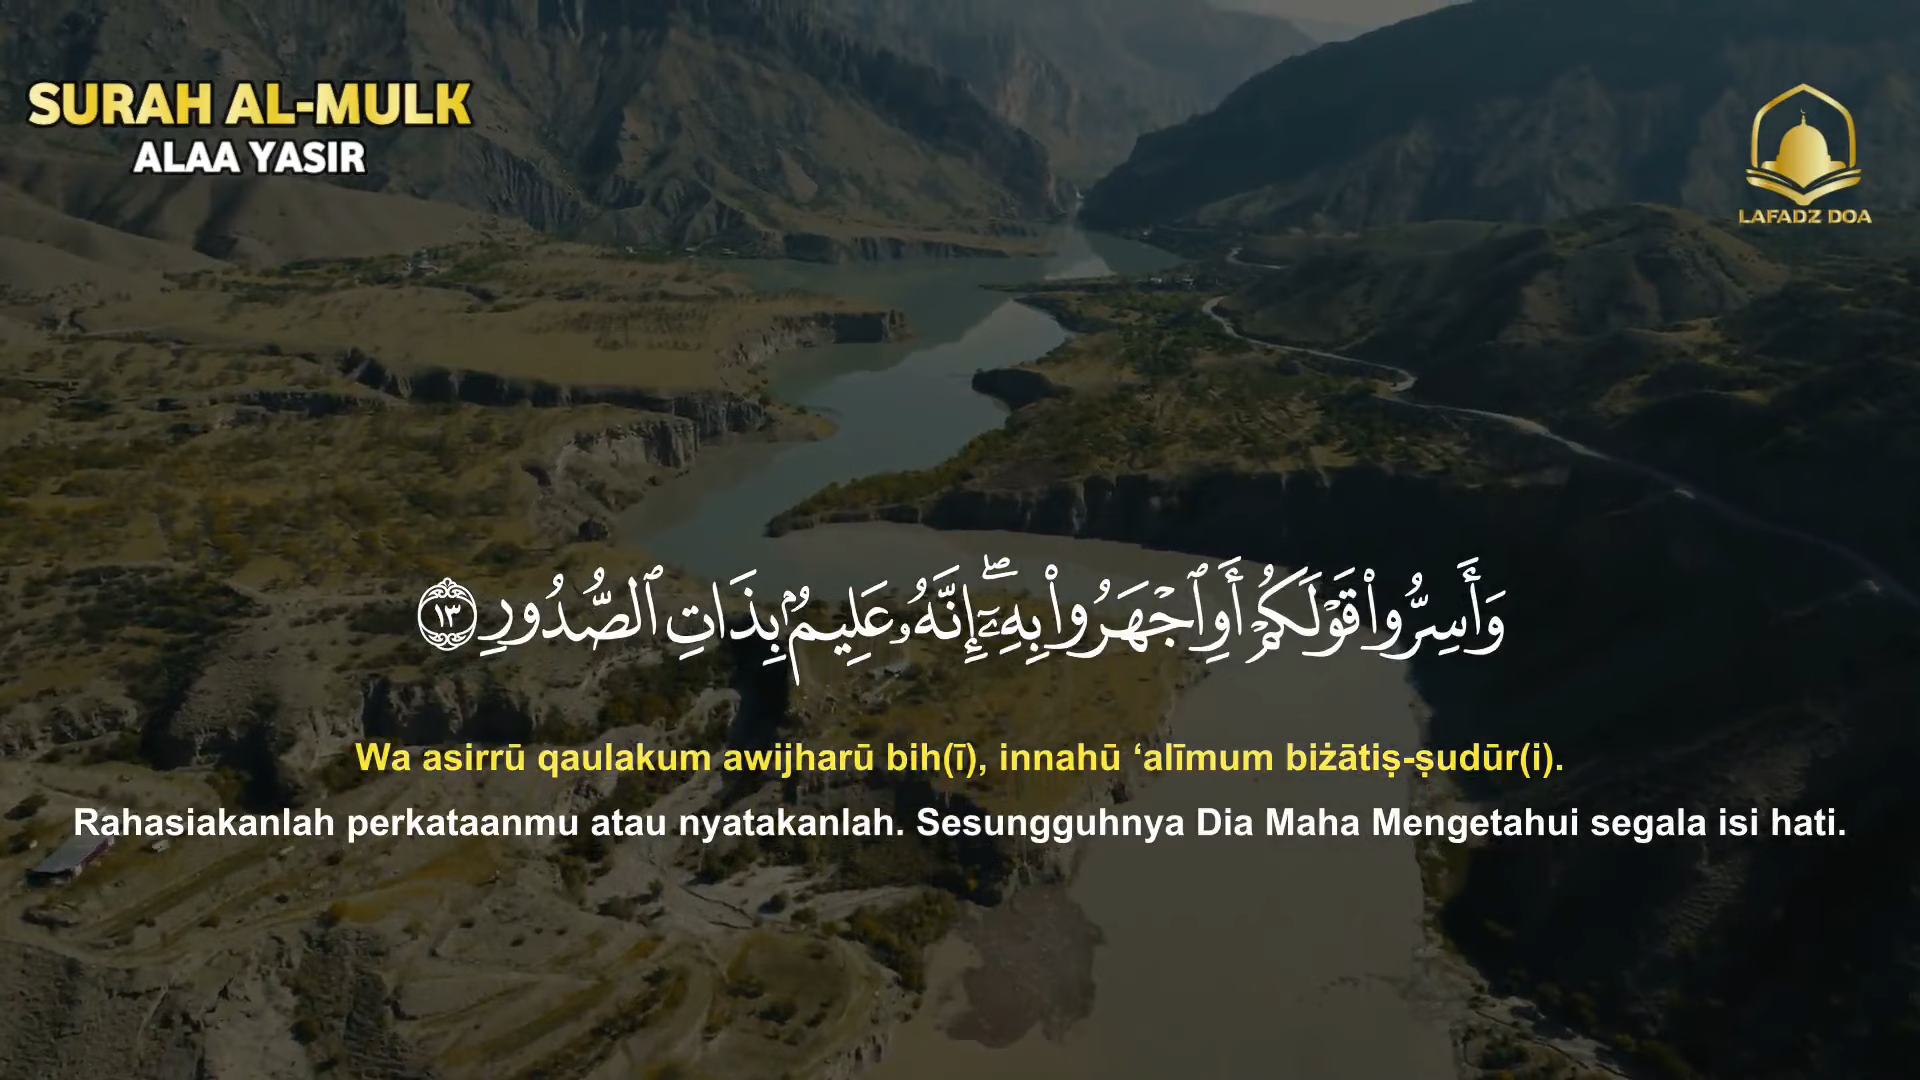 SURAH AL-MULK
ALAA YASIR
LAFADZ DOA
وَأَسِرُّوا۟ قَوْلَكُمْ أَوِ ٱجْهَرُوا۟ بِهِۦٓ ۖ إِنَّهُۥ عَلِيمٌۢ بِذَاتِ ٱلصُّدُورِ ١٣
Wa asirrū qaulakum awijharū bih(ī), innahū ‘alīmum biżātiṣ-ṣudūr(i).
Rahasiakanlah perkataanmu atau nyatakanlah. Sesungguhnya Dia Maha Mengetahui segala isi hati.